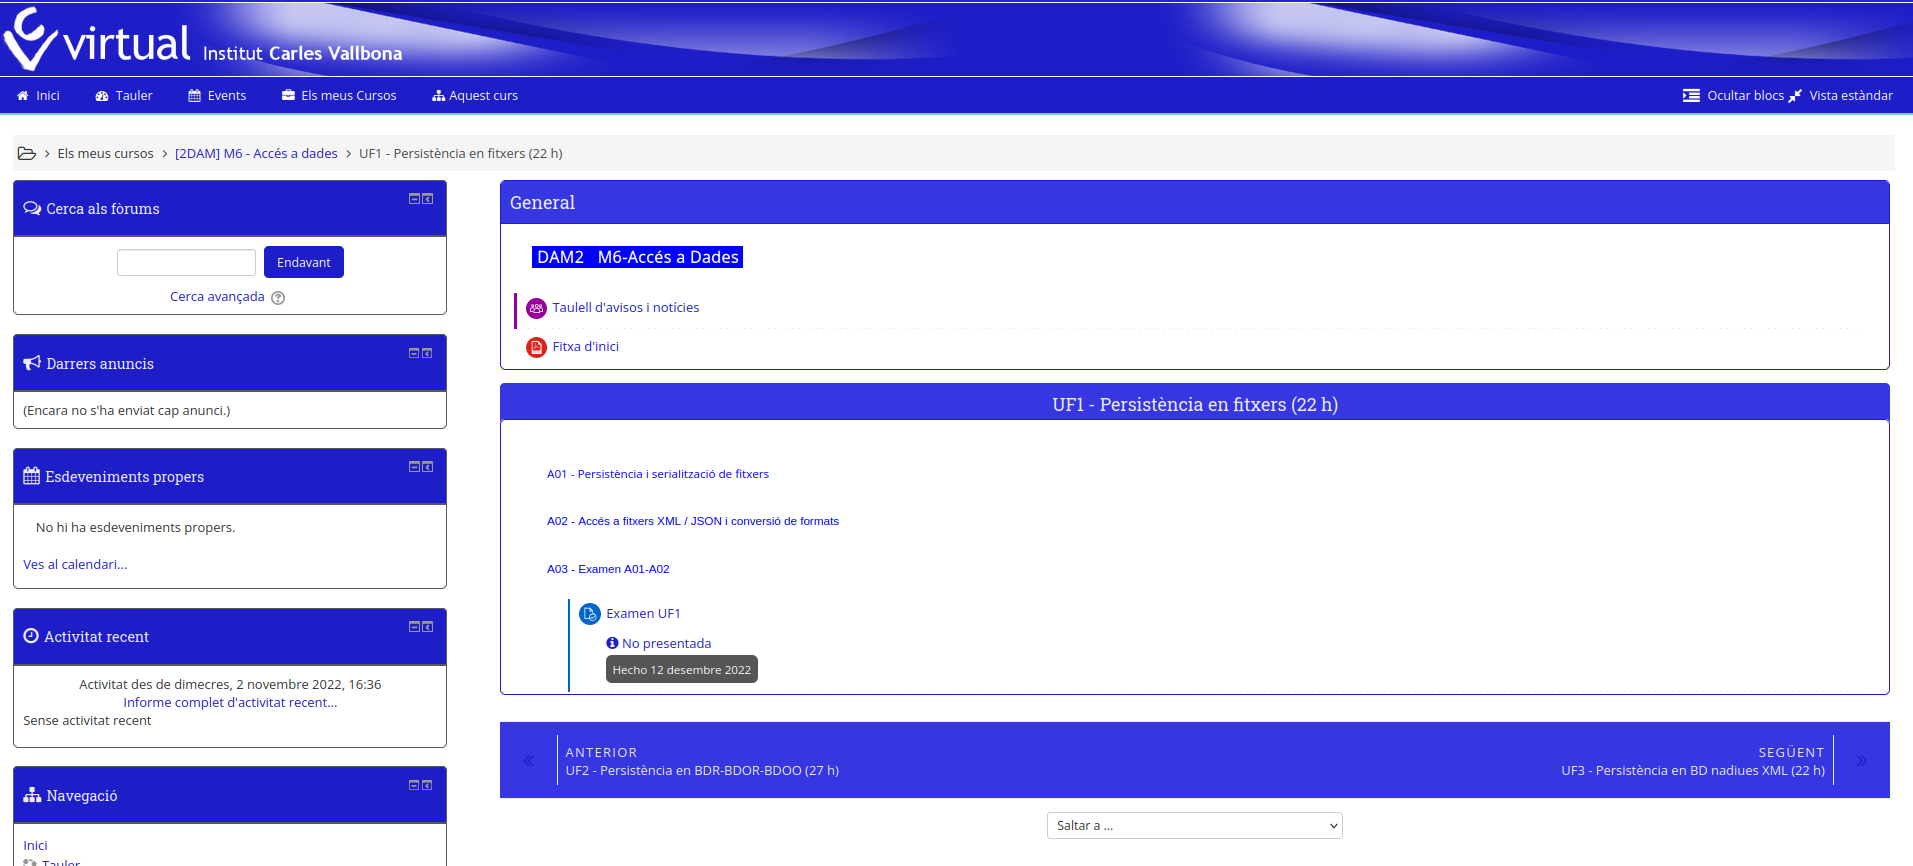 virtual Institut Carles Vallbona
Inici Tauler Events Els meus Cursos Aquest curs Ocultar blocs Vista estàndar
Els meus cursos [2DAM] M6 - Accés a dades UF1 - Persistència en fitxers (22 h)
Cerca als fòrums
Endavant
Cerca avançada
Darrers anuncis
(Encara no s'ha enviat cap anunci.)
Esdeveniments propers
No hi ha esdeveniments propers.
Ves al calendari...
Activitat recent
Activitat des de dimecres, 2 novembre 2022, 16:36
Informe complet d'activitat recent...
Sense activitat recent
Navegació
Inici
Tauler
General
DAM2 M6-Accés a Dades
Taulell d'avisos i notícies
Fitxa d'inici
UF1 - Persistència en fitxers (22 h)
A01 - Persistència i serialització de fitxers
A02 - Accés a fitxers XML / JSON i conversió de formats
A03 - Examen A01-A02
Examen UF1
No presentada
Hecho 12 desembre 2022
ANTERIOR
UF2 - Persistència en BDR-BDOR-BDOO (27 h)
SEGÜENT
UF3 - Persistència en BD nadiues XML (22 h)
Saltar a ...